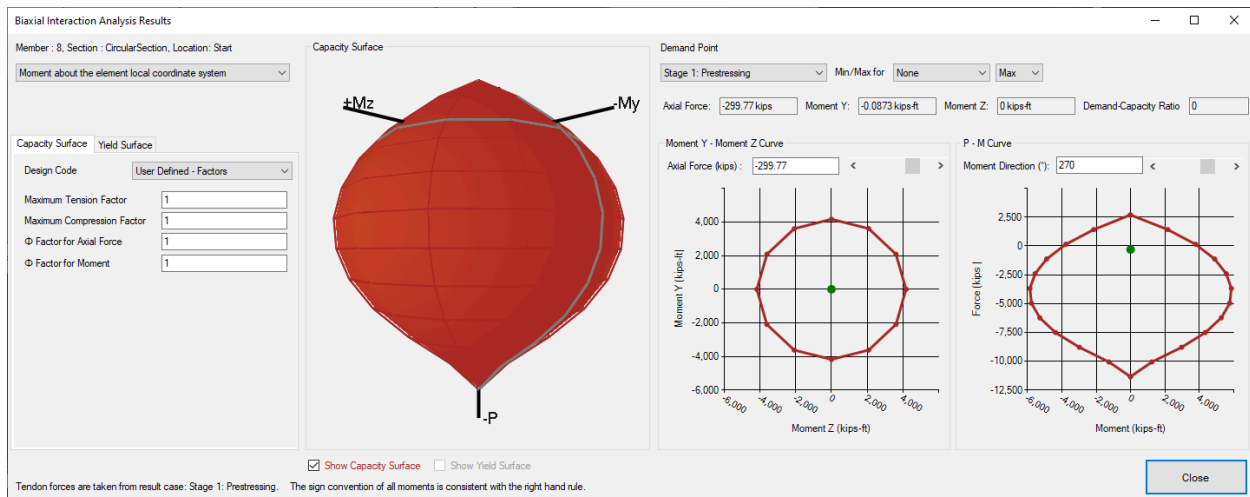 Biaxial Interaction Analysis Results
Member : 8, Section : CircularSection, Location: Start
Moment about the element local coordinate system
Capacity Surface
Yield Surface
Design Code
User Defined - Factors
Maximum Tension Factor
1
Maximum Compression Factor
1
Φ Factor for Axial Force
1
Φ Factor for Moment
1
Capacity Surface
+Mz
-My
-P
Show Capacity Surface
Show Yield Surface
Demand Point
Stage 1: Prestressing
Min/Max for
None
Max
Axial Force:
-299.77 kips
Moment Y:
-0.0873 kips-ft
Moment Z:
0 kips-ft
Demand-Capacity Ratio
0
Moment Y - Moment Z Curve
Axial Force (kips) :
-299.77
<
>
Moment Y (kips-ft)
4,000
2,000
0
-2,000
-4,000
-6,000
-6,000
-4,000
-2,000
0
2,000
4,000
Moment Z (kips-ft)
P - M Curve
Moment Direction (°):
270
<
>
Force (kips )
2,500
0
-2,500
-5,000
-7,500
-10,000
-12,500
-6,000
-4,000
-2,000
0
2,000
4,000
Moment (kips-ft)
Tendon forces are taken from result case: Stage 1: Prestressing. The sign convention of all moments is consistent with the right hand rule.
Close